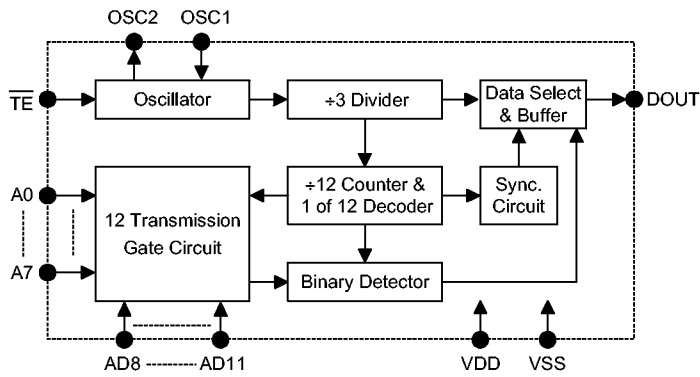 OSC2 OSC1
TE
Oscillator
÷3 Divider
Data Select
& Buffer
DOUT
A0
A7
12 Transmission
Gate Circuit
÷12 Counter &
1 of 12 Decoder
Sync.
Circuit
Binary Detector
AD8 AD11
VDD VSS